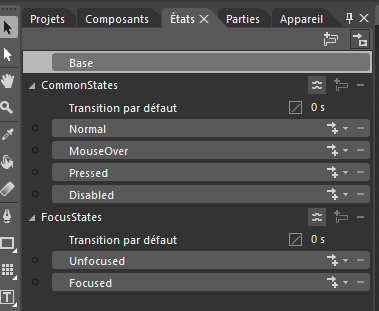 Projets Composants États Parties Appareil
Base
CommonStates
Transition par défaut 0 s
Normal
MouseOver
Pressed
Disabled
FocusStates
Transition par défaut 0 s
Unfocused
Focused
T